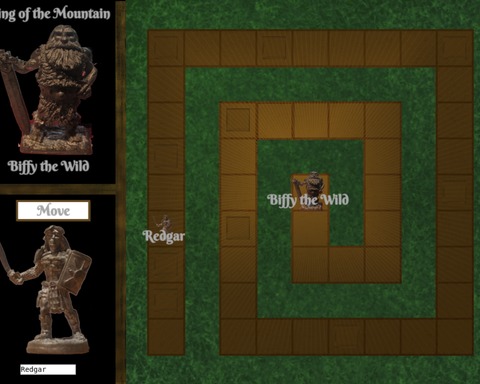 ing of the Mountain
Biffy the Wild
Move
Redgar
Biffy the Wild
Redgar